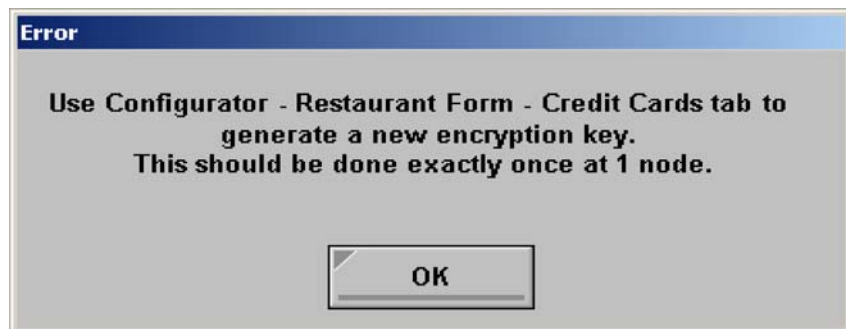 Error
Use Configurator - Restaurant Form - Credit Cards tab to
generate a new encryption key.
This should be done exactly once at 1 node.
OK